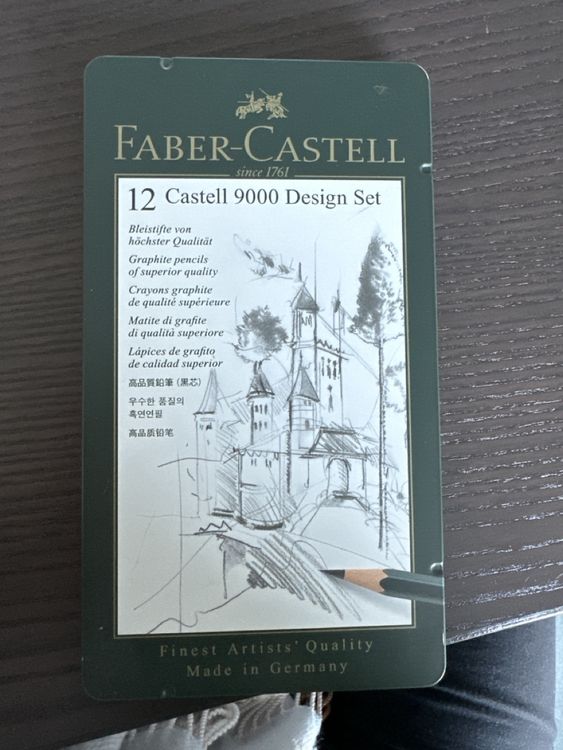 FABER-CASTELL
since 1761
12 Castell 9000 Design Set
Bleistifte von
höchster Qualität
Graphite pencils
of superior quality
Crayons graphite
de qualité supérieure
Matite di grafite
di qualità superiore
Lápices de grafito
de calidad superior
高品質鉛筆（黒芯）
우수한 품질의
흑연연필
高品质铅笔
Finest Artists' Quality
Made in Germany